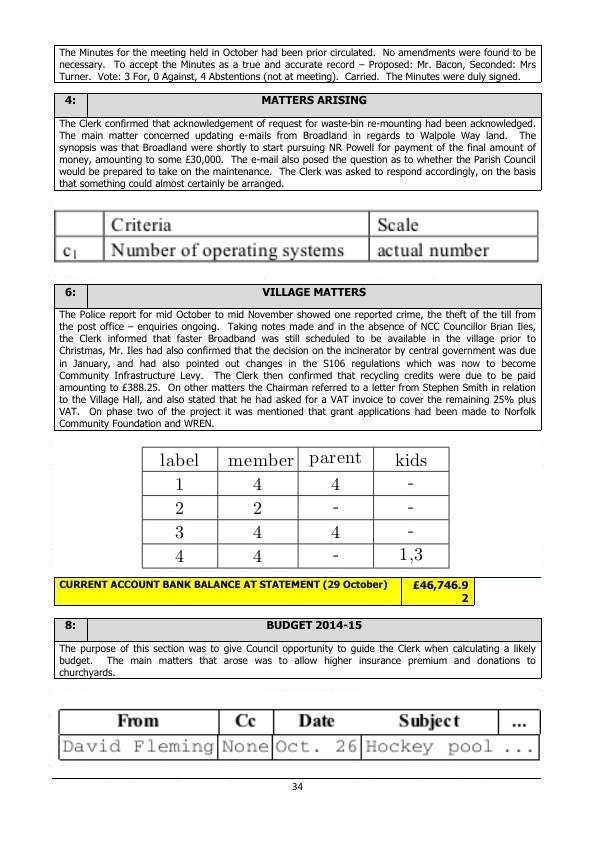 The Minutes for the meeting held in October had been prior circulated. No amendments were found to be
necessary. To accept the Minutes as a true and accurate record – Proposed: Mr. Bacon, Seconded: Mrs
Turner. Vote: 3 For, 0 Against, 4 Abstentions (not at meeting). Carried. The Minutes were duly signed.
4: MATTERS ARISING
The Clerk confirmed that acknowledgement of request for waste-bin re-mounting had been acknowledged.
The main matter concerned updating e-mails from Broadland in regards to Walpole Way land. The
synopsis was that Broadland were shortly to start pursuing NR Powell for payment of the final amount of
money, amounting to some £30,000. The e-mail also posed the question as to whether the Parish Council
would be prepared to take on the maintenance. The Clerk was asked to respond accordingly, on the basis
that something could almost certainly be arranged.
Criteria Scale
c1 Number of operating systems actual number
6: VILLAGE MATTERS
The Police report for mid October to mid November showed one reported crime, the theft of the till from
the post office – enquiries ongoing. Taking notes made and in the absence of NCC Councillor Brian Iles,
the Clerk informed that faster Broadband was still scheduled to be available in the village prior to
Christmas, Mr. Iles had also confirmed that the decision on the incinerator by central government was due
in January, and had also pointed out changes in the S106 regulations which was now to become
Community Infrastructure Levy. The Clerk then confirmed that recycling credits were due to be paid
amounting to £388.25. On other matters the Chairman referred to a letter from Stephen Smith in relation
to the Village Hall, and also stated that he had asked for a VAT invoice to cover the remaining 25% plus
VAT. On phase two of the project it was mentioned that grant applications had been made to Norfolk
Community Foundation and WREN.
label member parent kids
1 4 4 -
2 2 - -
3 4 4 -
4 4 - 1,3
CURRENT ACCOUNT BANK BALANCE AT STATEMENT (29 October) £46,746.9
2
8: BUDGET 2014-15
The purpose of this section was to give Council opportunity to guide the Clerk when calculating a likely
budget. The main matters that arose was to allow higher insurance premium and donations to
churchyards.
From Cc Date Subject ...
David Fleming None Oct. 26 Hockey pool ...
34